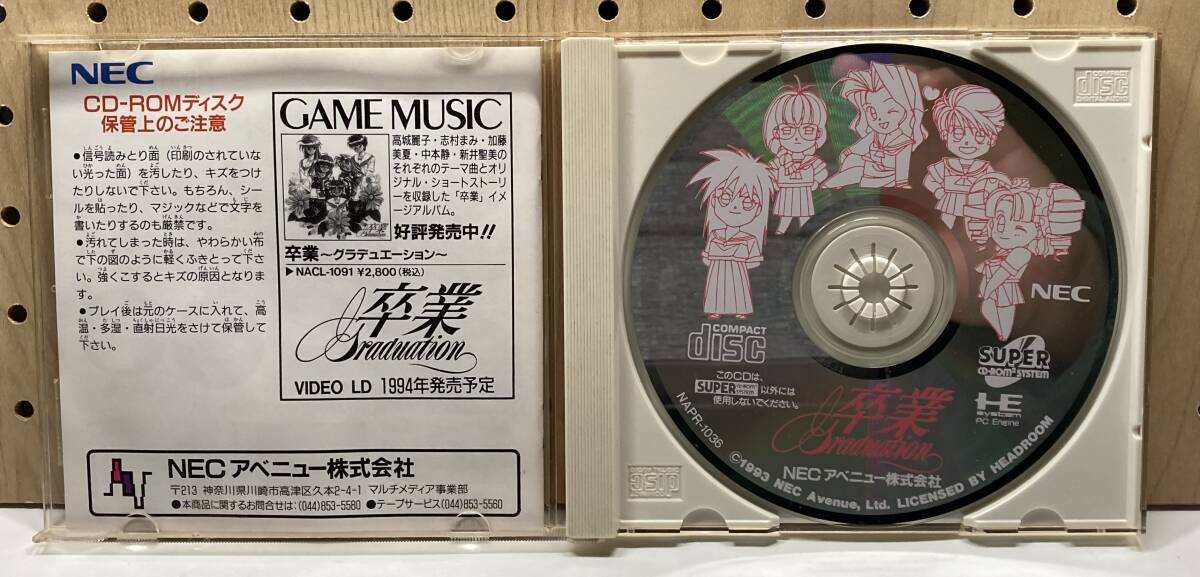 NEC
CD-ROMディスク
保管上のご注意
●信号読みとり面(印刷のされていな
い光った面)を汚したり、キズをつけ
たりしないで下さい。もちろん、シー
ルを貼ったり、マジックなどで文字を
書いたりするのも厳禁です。
●汚れてしまった時は、やわらかい布
で下の図のように軽くふきとって下さ
い。強くこするとキズの原因となりま
す。
●プレイ後は元のケースに入れて、高
温・多湿・直射日光をさけて保管して
下さい。
GAME MUSIC
高城麗子・志村まみ・加藤
美夏・中本静・新井聖美の
それぞれのテーマ曲とオリ
ジナル・ショートストーリ
ーを収録した「卒業」イメ
ージアルバム。
好評発売中!!
卒業〜グラデュエーション〜
▶NACL-1091 ¥2,800(税込)
卒業
Graduation
VIDEO LD 1994年発売予定
NECアベニュー株式会社
〒213 神奈川県川崎市高津区久本2-4-1 マルチメディア事業部
●本商品に関するお問合せは:(044)853-5580 ●テープサービス(044)853-5560
COMPACT
disc
DIGITAL AUDIO
NEC
COMPACT
disc
SUPER
CD-ROM² SYSTEM
HE
system
PC Engine
このCDは、
SUPER CD-ROM² SYSTEM 以外には
使用しないでください。
NAPR-1036
卒業
Graduation
NECアベニュー株式会社
©1993 NEC Avenue, Ltd. LICENSED BY HEADROOM
disc